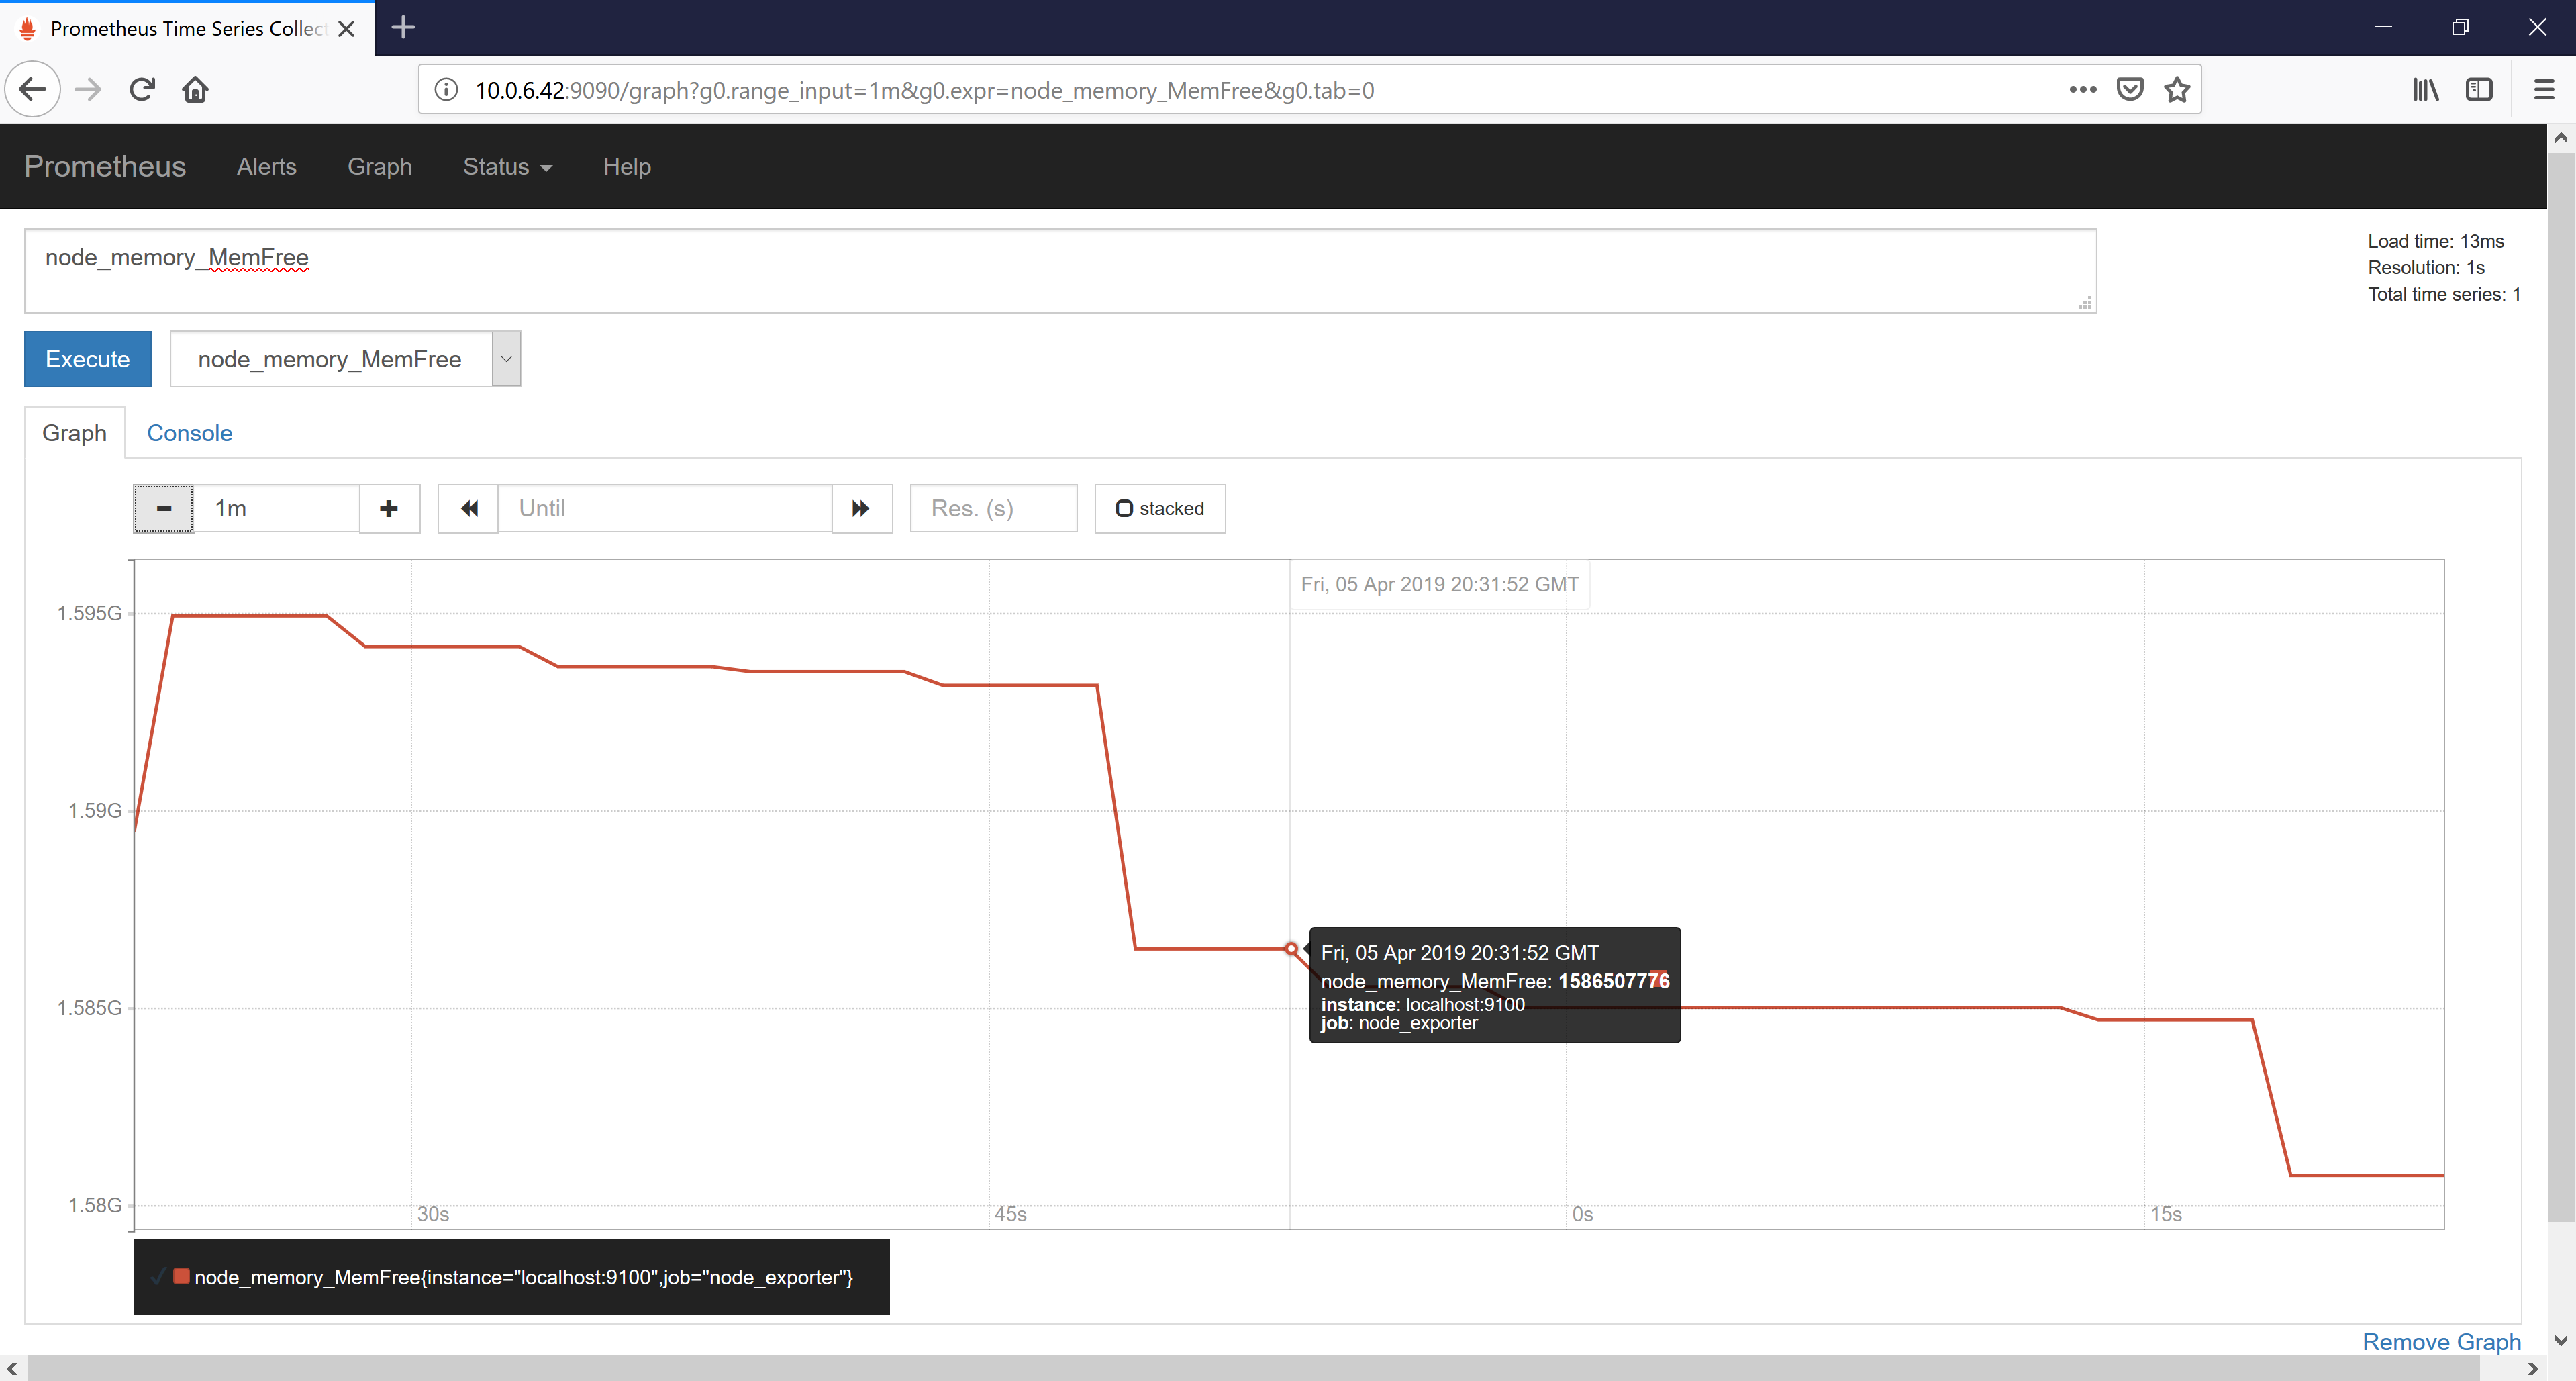 Prometheus Time Series Collect
10.0.6.42:9090/graph?g0.range_input=1m&g0.expr=node_memory_MemFree&g0.tab=0
Prometheus Alerts Graph Status Help
node_memory_MemFree
Load time: 13ms
Resolution: 1s
Total time series: 1
Execute node_memory_MemFree
Graph Console
1m Until Res. (s) stacked
Fri, 05 Apr 2019 20:31:52 GMT
1.595G
1.59G
1.585G
1.58G
Fri, 05 Apr 2019 20:31:52 GMT
node_memory_MemFree: 1586507776
instance: localhost:9100
job: node_exporter
30s 45s 0s 15s
node_memory_MemFree{instance="localhost:9100",job="node_exporter"}
Remove Graph